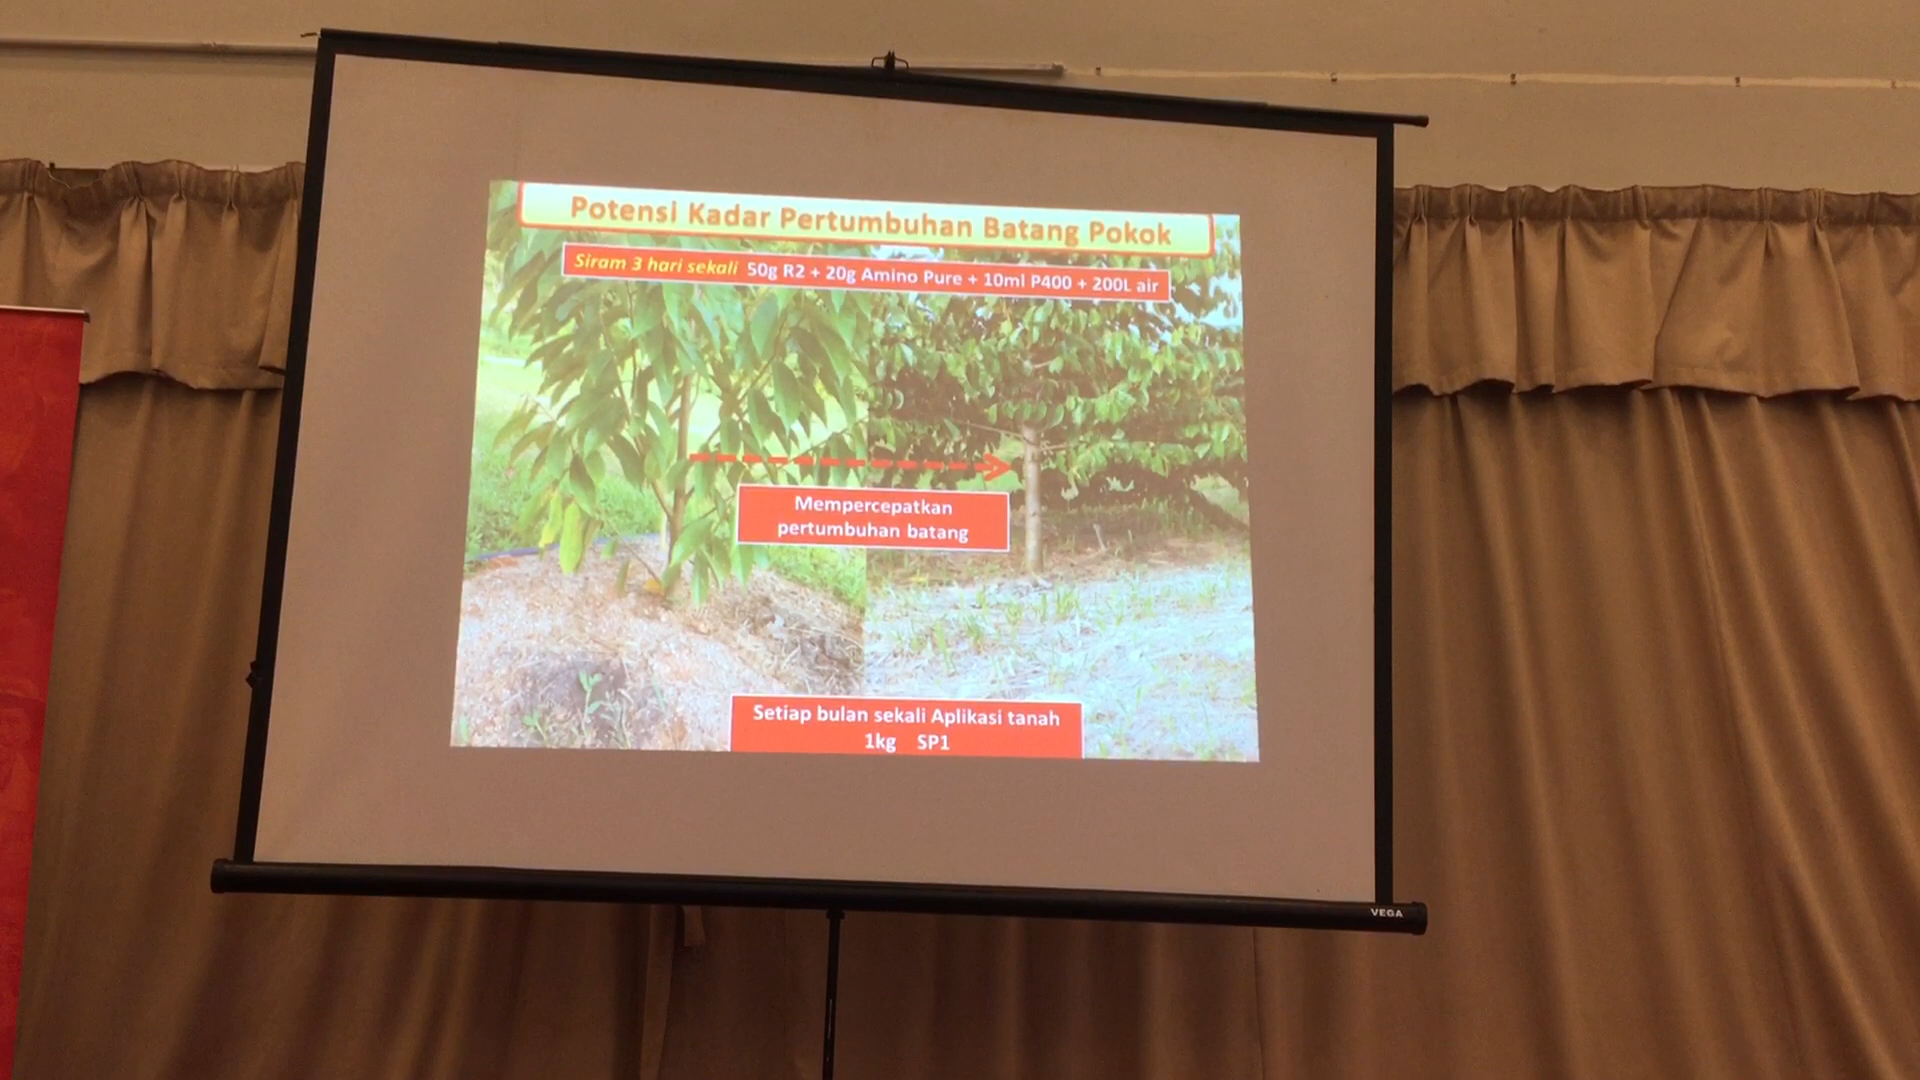 Potensi Kadar Pertumbuhan Batang Pokok
Siram 3 hari sekali 50g R2 + 20g Amino Pure + 10ml P400 + 200L air
Mempercepatkan
pertumbuhan batang
Setiap bulan sekali Aplikasi tanah
1kg SP1
VEGA